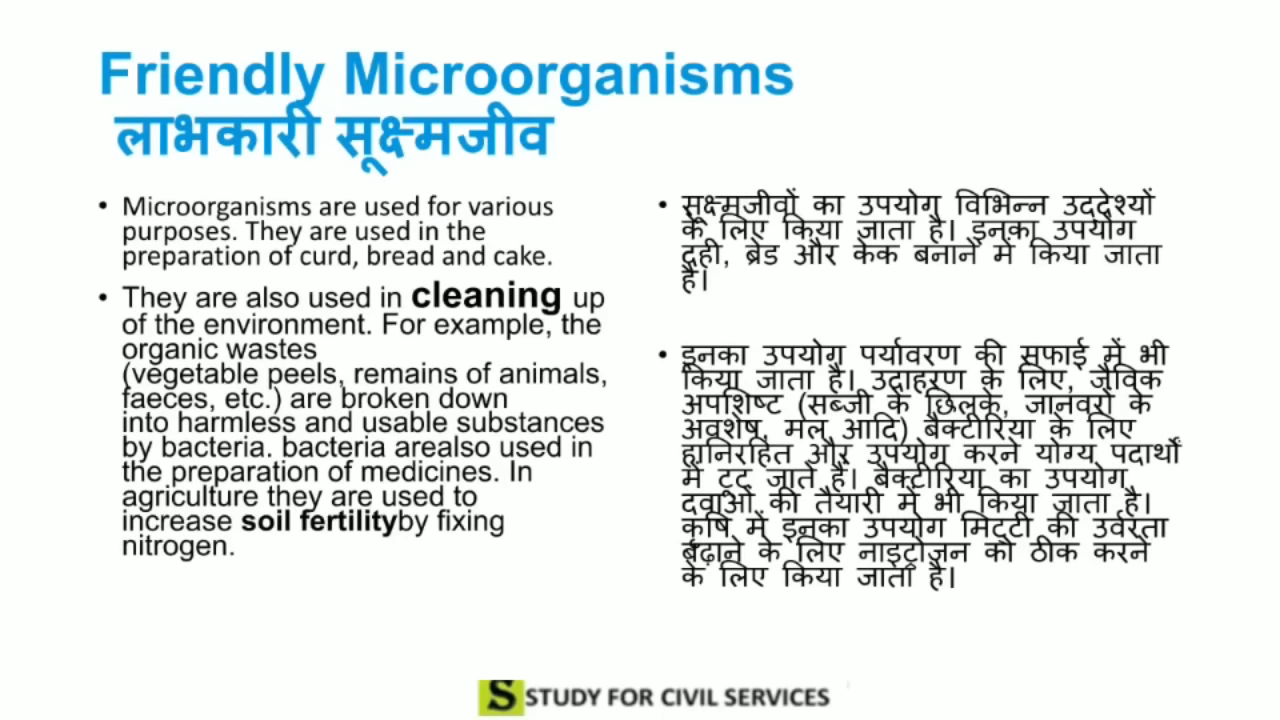 Friendly Microorganisms
लाभकारी सूक्ष्मजीव
• Microorganisms are used for various
purposes. They are used in the
preparation of curd, bread and cake.
• They are also used in cleaning up
of the environment. For example, the
organic wastes
(vegetable peels, remains of animals,
faeces, etc.) are broken down
into harmless and usable substances
by bacteria. bacteria arealso used in
the preparation of medicines. In
agriculture they are used to
increase soil fertilityby fixing
nitrogen.
• सूक्ष्मजीवों का उपयोग विभिन्न उद्देश्यों
के लिए किया जाता है। इनका उपयोग
दही, ब्रेड और केक बनाने में किया जाता
है।
• इनका उपयोग पर्यावरण की सफाई में भी
किया जाता है। उदाहरण के लिए, जैविक
अपशिष्ट (सब्जी के छिलके, जानवरों के
अवशेष, मल आदि) बैक्टीरिया के लिए
हानिरहित और उपयोग करने योग्य पदार्थों
में टूट जाते हैं। बैक्टीरिया का उपयोग
दवाओं की तैयारी में भी किया जाता है।
कृषि में इनका उपयोग मिट्टी की उर्वरता
बढ़ाने के लिए नाइट्रोजन को ठीक करने
के लिए किया जाता है।
S STUDY FOR CIVIL SERVICES